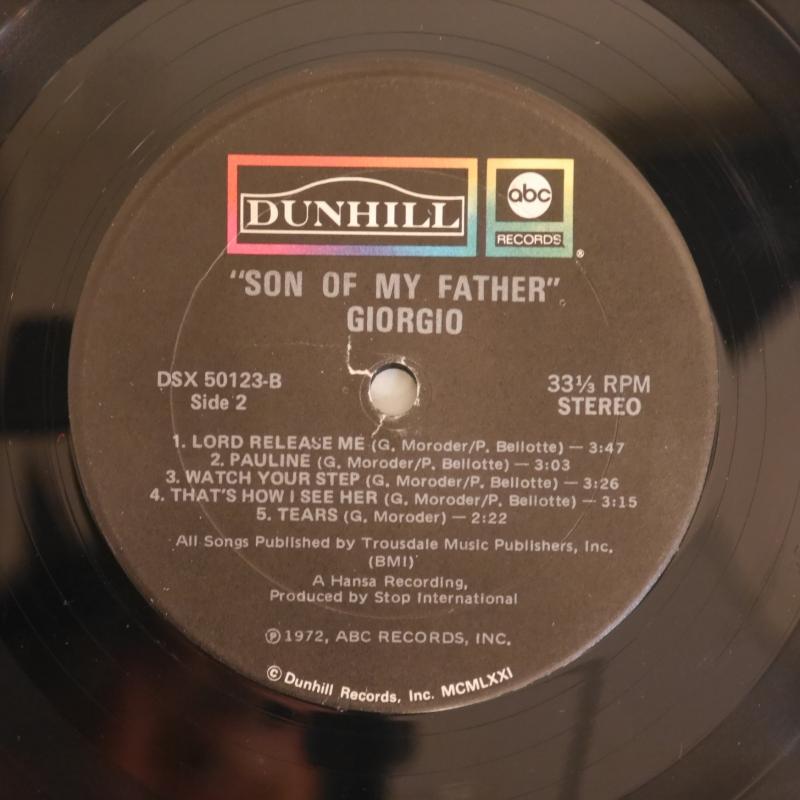 DUNHILL
abc
RECORDS
®
"SON OF MY FATHER"
GIORGIO
DSX 50123-B
Side 2
33⅓ RPM
STEREO
1. LORD RELEASE ME (G. Moroder/P. Bellotte) — 3:47
2. PAULINE (G. Moroder/P. Bellotte) — 3:03
3. WATCH YOUR STEP (G. Moroder/P. Bellotte) — 3:26
4. THAT'S HOW I SEE HER (G. Moroder/P. Bellotte) — 3:15
5. TEARS (G. Moroder) — 2:22
All Songs Published by Trousdale Music Publishers, Inc.
(BMI)
A Hansa Recording,
Produced by Stop International
℗ 1972, ABC RECORDS, INC.
© Dunhill Records, Inc. MCMLXXI